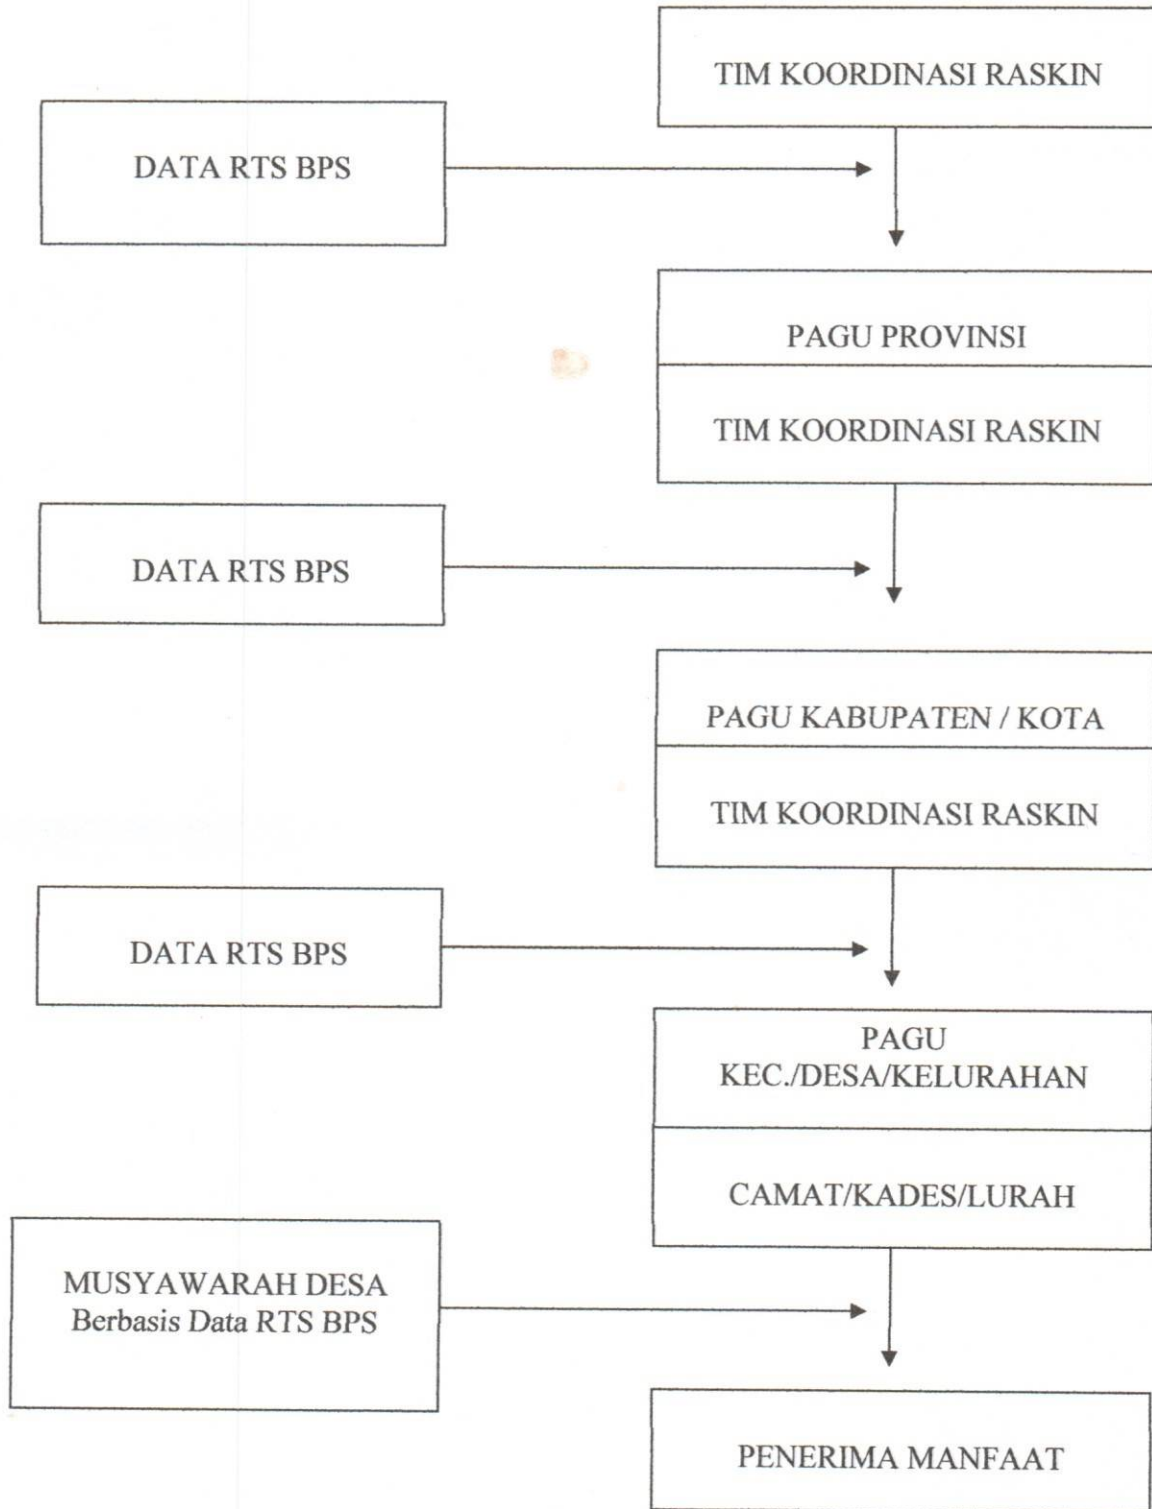 TIM KOORDINASI RASKIN
DATA RTS BPS
PAGU PROVINSI
TIM KOORDINASI RASKIN
DATA RTS BPS
PAGU KABUPATEN / KOTA
TIM KOORDINASI RASKIN
DATA RTS BPS
PAGU
KEC./DESA/KELURAHAN
CAMAT/KADES/LURAH
MUSYAWARAH DESA
Berbasis Data RTS BPS
PENERIMA MANFAAT